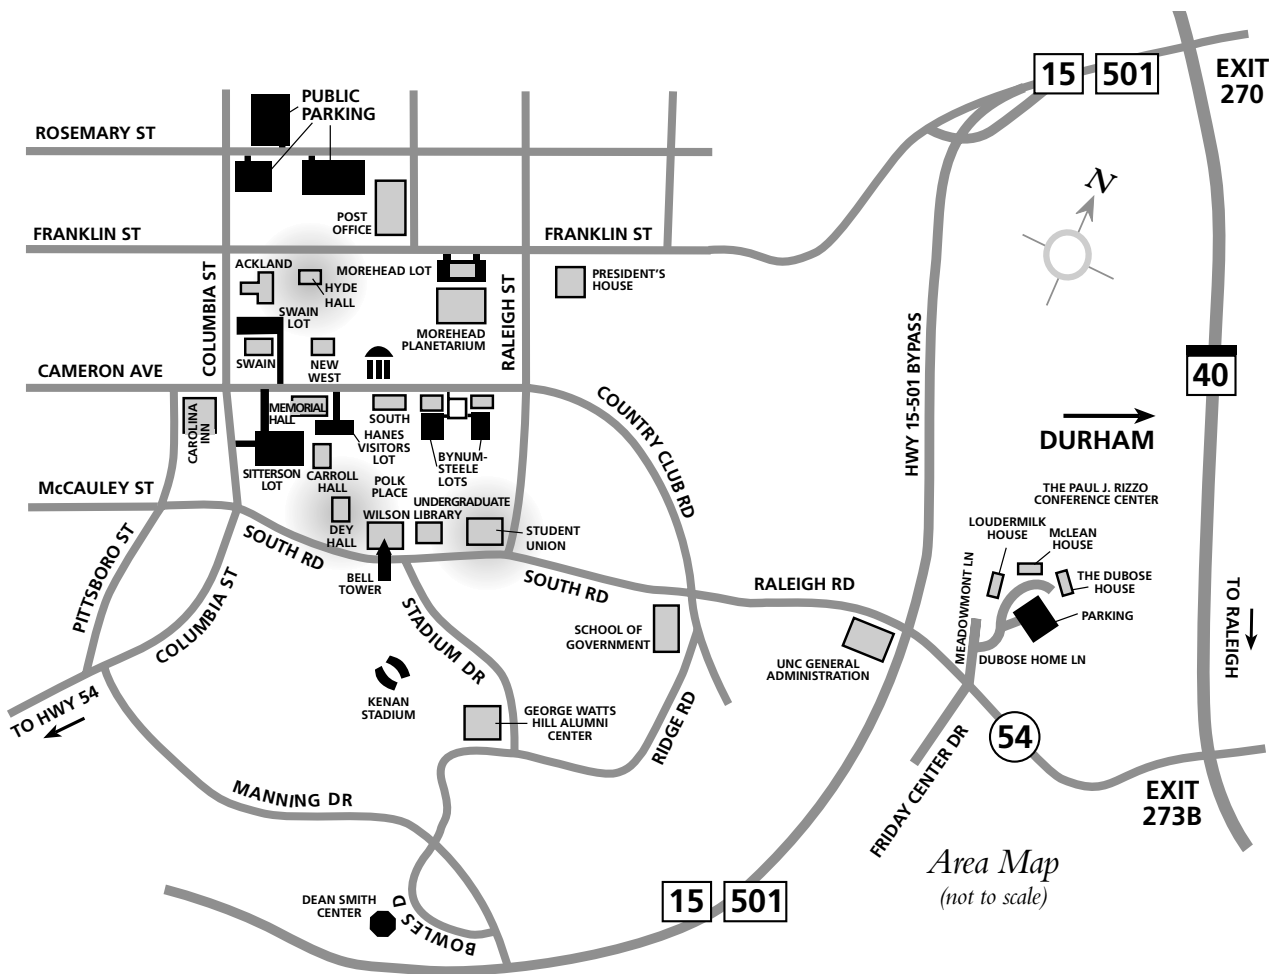 15 501
EXIT
270
PUBLIC
PARKING
ROSEMARY ST
N
POST
OFFICE
FRANKLIN ST
FRANKLIN ST
ACKLAND
MOREHEAD LOT
HYDE
HALL
PRESIDENT'S
HOUSE
COLUMBIA ST
SWAIN
LOT
RALEIGH ST
MOREHEAD
PLANETARIUM
SWAIN
NEW
WEST
CAMERON AVE
HWY 15-501 BYPASS
40
COUNTRY CLUB RD
CAROLINA
INN
MEMORIAL
HALL
SOUTH
HANES
VISITORS
LOT
DURHAM
BYNUM-
STEELE
LOTS
SITTERSON
LOT
CARROLL
HALL
POLK
PLACE
McCAULEY ST
THE PAUL J. RIZZO
CONFERENCE CENTER
UNDERGRADUATE
LIBRARY
WILSON
DEY
HALL
STUDENT
UNION
LOUDERMILK
HOUSE
McLEAN
HOUSE
PITTSBORO ST
SOUTH RD
BELL
TOWER
SOUTH RD
RALEIGH RD
THE DUBOSE
HOUSE
PARKING
MEADOWMONT LN
DUBOSE HOME LN
TO RALEIGH
COLUMBIA ST
STADIUM DR
SCHOOL OF
GOVERNMENT
UNC GENERAL
ADMINISTRATION
TO HWY 54
KENAN
STADIUM
GEORGE WATTS
HILL ALUMNI
CENTER
RIDGE RD
54
FRIDAY CENTER DR
MANNING DR
EXIT
273B
Area Map
(not to scale)
DEAN SMITH
CENTER
BOWLES D
15 501